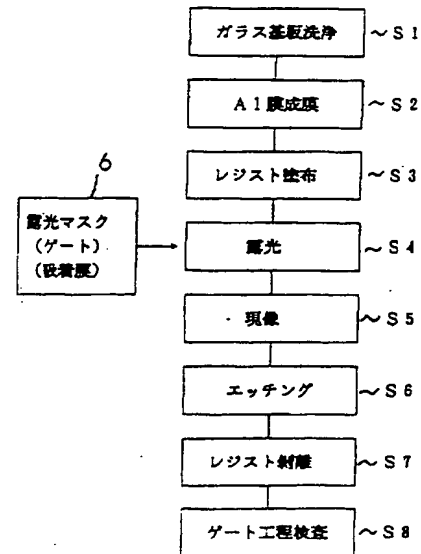 ガラス基板洗浄 ～S1
Al膜成膜 ～S2
レジスト塗布 ～S3
6
露光マスク
(ゲート)
(吸着膜)
露光 ～S4
現像 ～S5
エッチング ～S6
レジスト剥離 ～S7
ゲート工程検査 ～S8